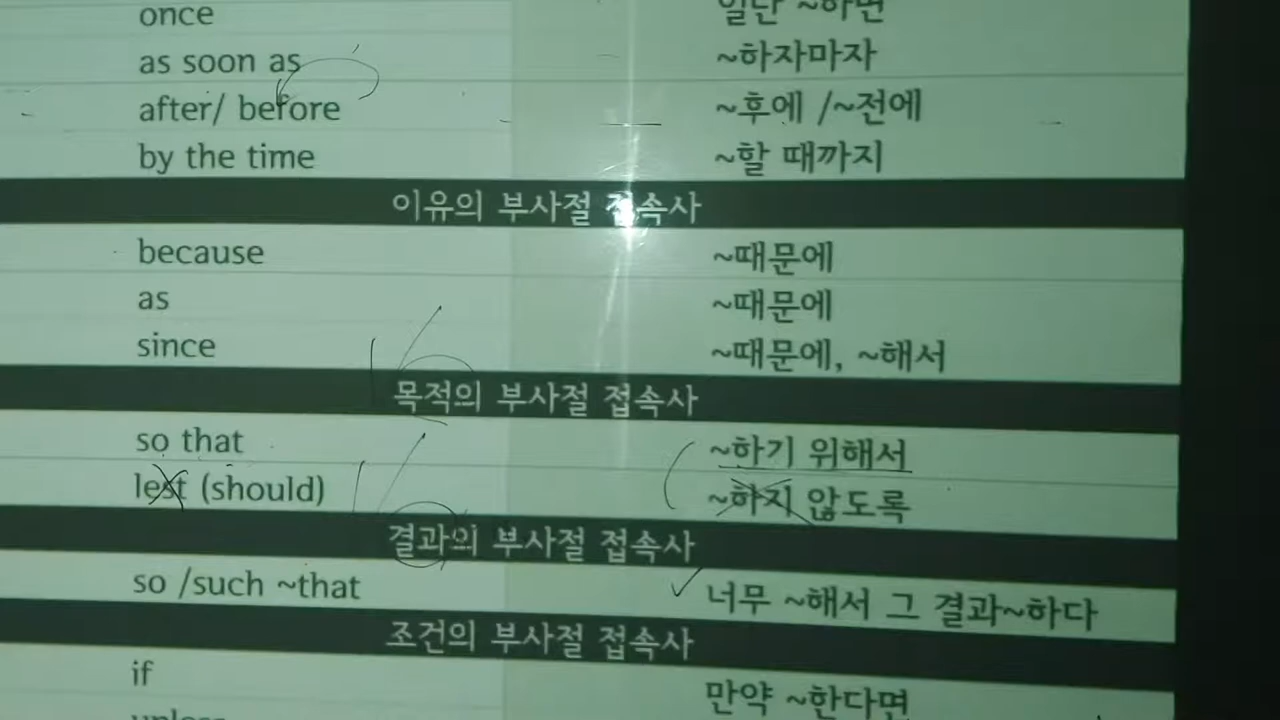 once 일단 ~하면
as soon as ~하자마자
after/ before ~후에 /~전에
by the time ~할 때까지
이유의 부사절 접속사
because ~때문에
as ~때문에
since ~때문에, ~해서
목적의 부사절 접속사
so that ~하기 위해서
lest (should) ~하지 않도록
결과의 부사절 접속사
so /such ~that 너무 ~해서 그 결과~하다
조건의 부사절 접속사
if 만약 ~한다면
unless